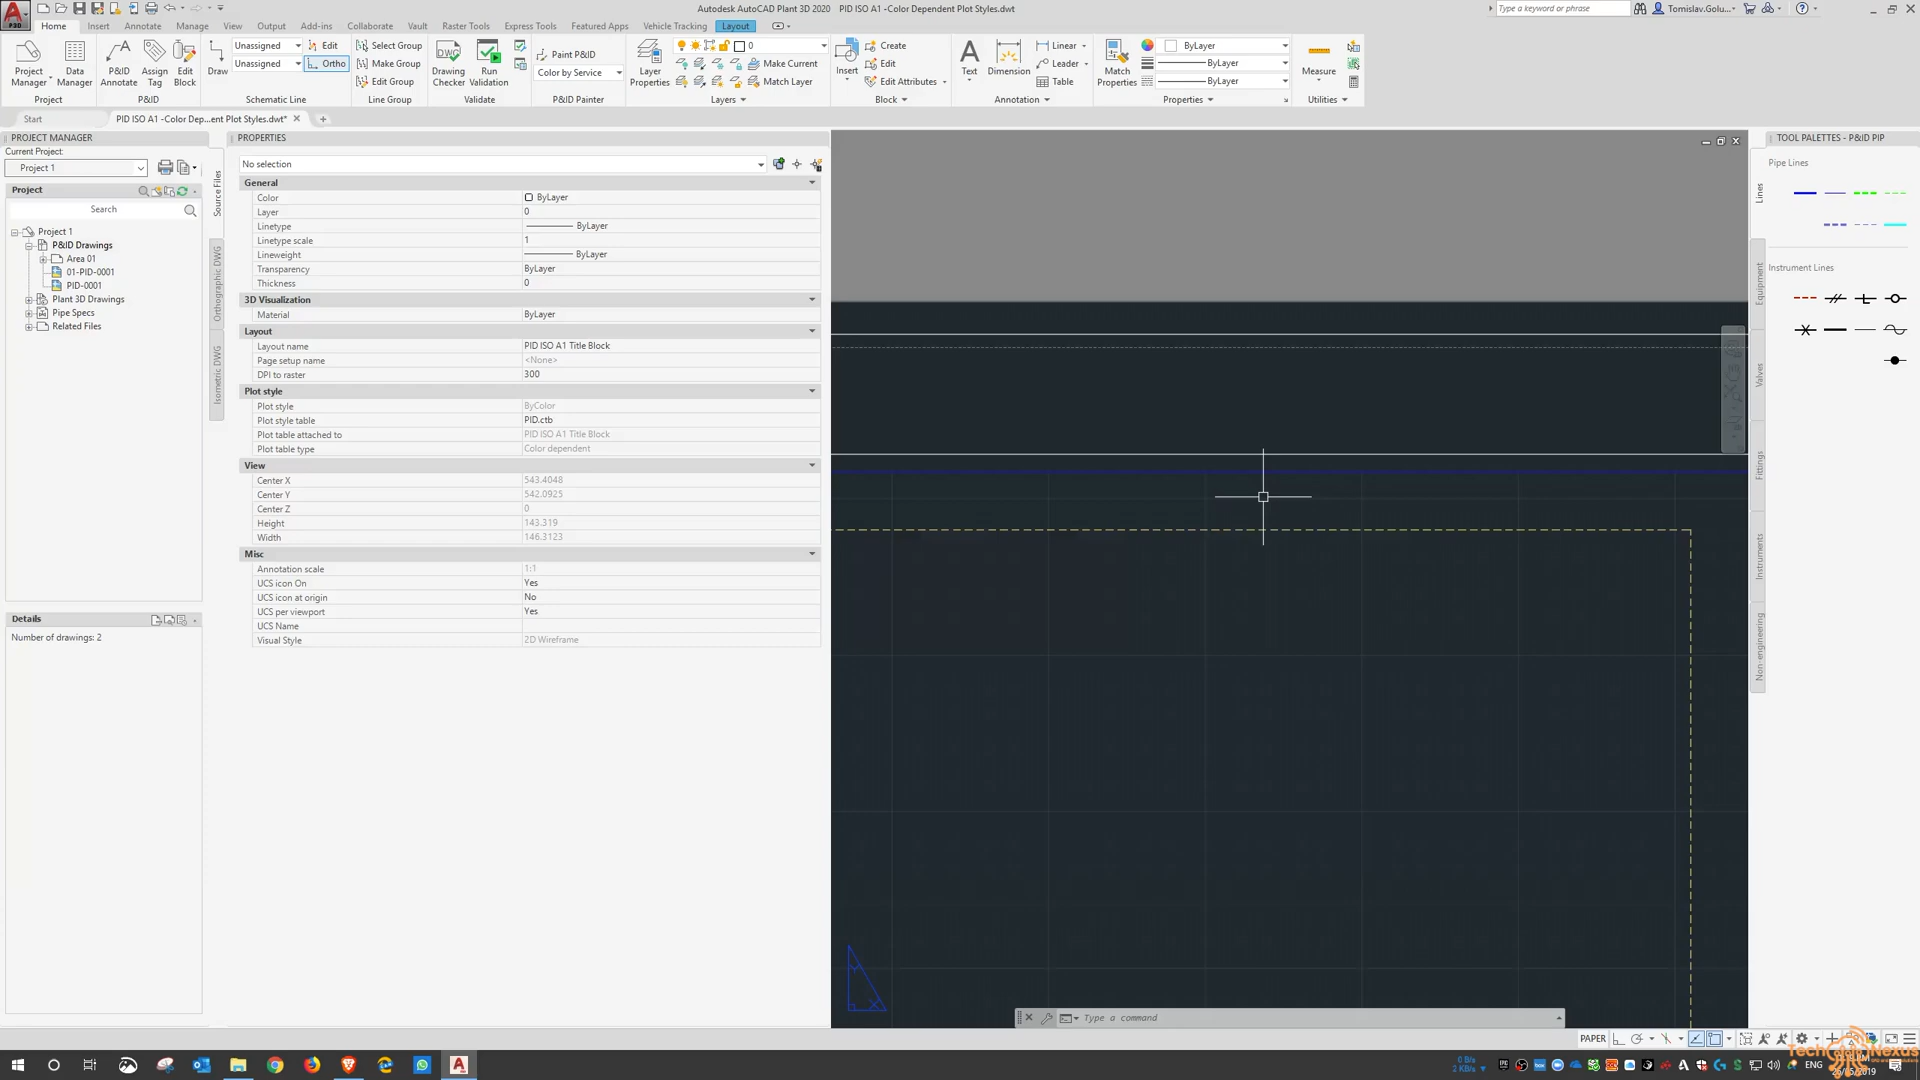 Autodesk AutoCAD Plant 3D 2020 PID ISO A1 -Color Dependent Plot Styles.dwt
Type a keyword or phrase
Tomislav.Golu...
Home Insert Annotate Manage View Output Add-ins Collaborate Vault Raster Tools Express Tools Featured Apps Vehicle Tracking Layout
Project Manager
Data Manager
Project
P&ID Annotate
Assign Tag
Edit Block
P&ID
Draw
Unassigned
Unassigned
Edit
Ortho
Schematic Line
Select Group
Make Group
Edit Group
Line Group
Drawing Checker
Run Validation
Validate
Paint P&ID
Color by Service
P&ID Painter
Layer Properties
0
Make Current
Match Layer
Layers
Insert
Create
Edit
Edit Attributes
Block
Text
Dimension
Linear
Leader
Table
Annotation
Match Properties
ByLayer
ByLayer
ByLayer
Properties
Measure
Utilities
Start
PID ISO A1 -Color Dep...ent Plot Styles.dwt*
PROJECT MANAGER
Current Project:
Project 1
Project
Search
Project 1
P&ID Drawings
Area 01
01-PID-0001
PID-0001
Plant 3D Drawings
Pipe Specs
Related Files
Details
Number of drawings: 2
Source Files
Orthographic DWG
Isometric DWG
PROPERTIES
No selection
General
Color ByLayer
Layer 0
Linetype ByLayer
Linetype scale 1
Lineweight ByLayer
Transparency ByLayer
Thickness 0
3D Visualization
Material ByLayer
Layout
Layout name PID ISO A1 Title Block
Page setup name <None>
DPI to raster 300
Plot style
Plot style ByColor
Plot style table PID.ctb
Plot table attached to PID ISO A1 Title Block
Plot table type Color dependent
View
Center X 543.4048
Center Y 542.0925
Center Z 0
Height 143.319
Width 146.3123
Misc
Annotation scale 1:1
UCS icon On Yes
UCS icon at origin No
UCS per viewport Yes
UCS Name
Visual Style 2D Wireframe
Y
X
Type a command
TOOL PALETTES - P&ID PIP
Pipe Lines
Instrument Lines
Lines
Equipment
Valves
Fittings
Instruments
Non-engineering
PAPER
0 B/s
2 KB/s
ENG